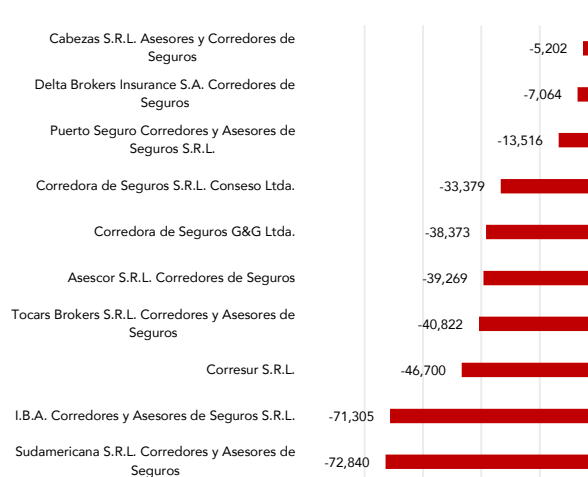 Cabezas S.R.L. Asesores y Corredores de
Seguros
-5,202
Delta Brokers Insurance S.A. Corredores de
Seguros
-7,064
Puerto Seguro Corredores y Asesores de
Seguros S.R.L.
-13,516
Corredora de Seguros S.R.L. Conseso Ltda.
-33,379
Corredora de Seguros G&G Ltda.
-38,373
Asescor S.R.L. Corredores de Seguros
-39,269
Tocars Brokers S.R.L. Corredores y Asesores de
Seguros
-40,822
Corresur S.R.L.
-46,700
I.B.A. Corredores y Asesores de Seguros S.R.L.
-71,305
Sudamericana S.R.L. Corredores y Asesores de
Seguros
-72,840